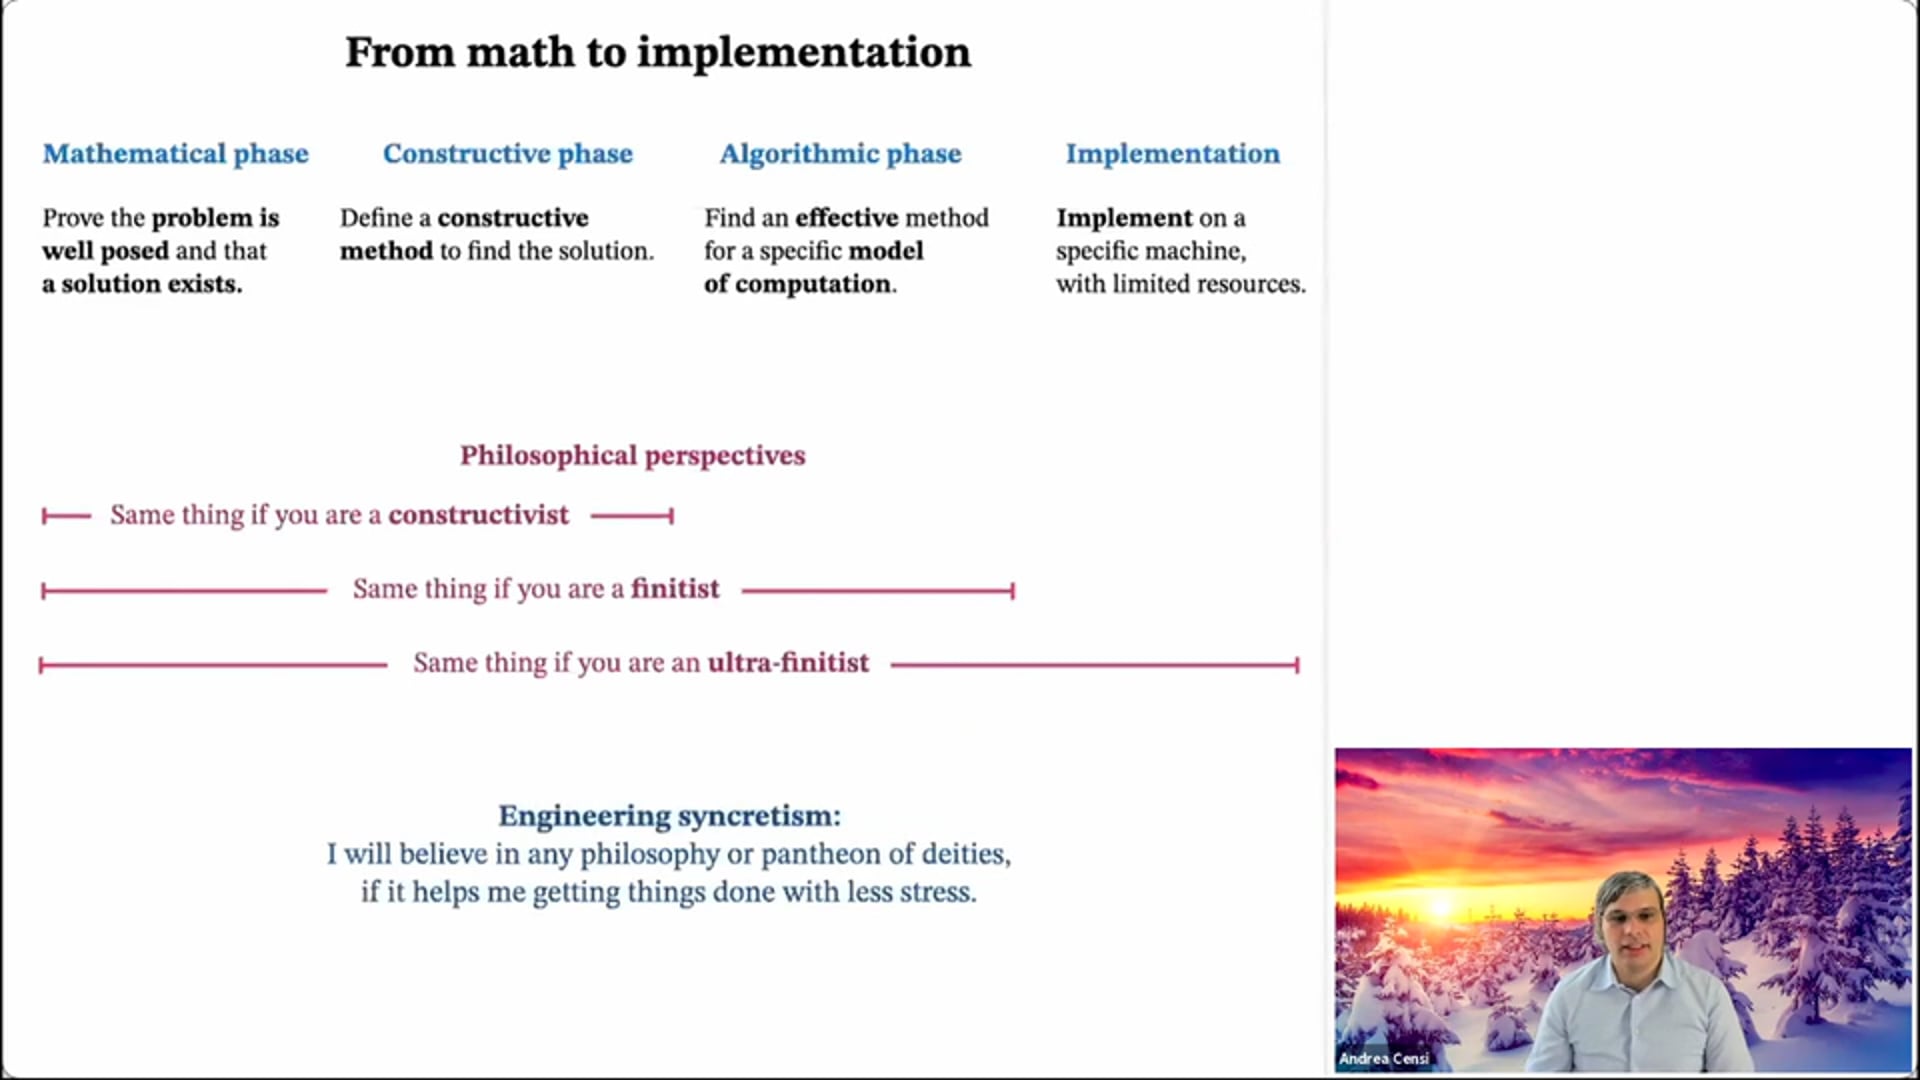 From math to implementation
Mathematical phase
Prove the problem is
well posed and that
a solution exists.
Constructive phase
Define a constructive
method to find the solution.
Algorithmic phase
Find an effective method
for a specific model
of computation.
Implementation
Implement on a
specific machine,
with limited resources.
Philosophical perspectives
Same thing if you are a constructivist
Same thing if you are a finitist
Same thing if you are an ultra-finitist
Engineering syncretism:
I will believe in any philosophy or pantheon of deities,
if it helps me getting things done with less stress.
Andrea Censi